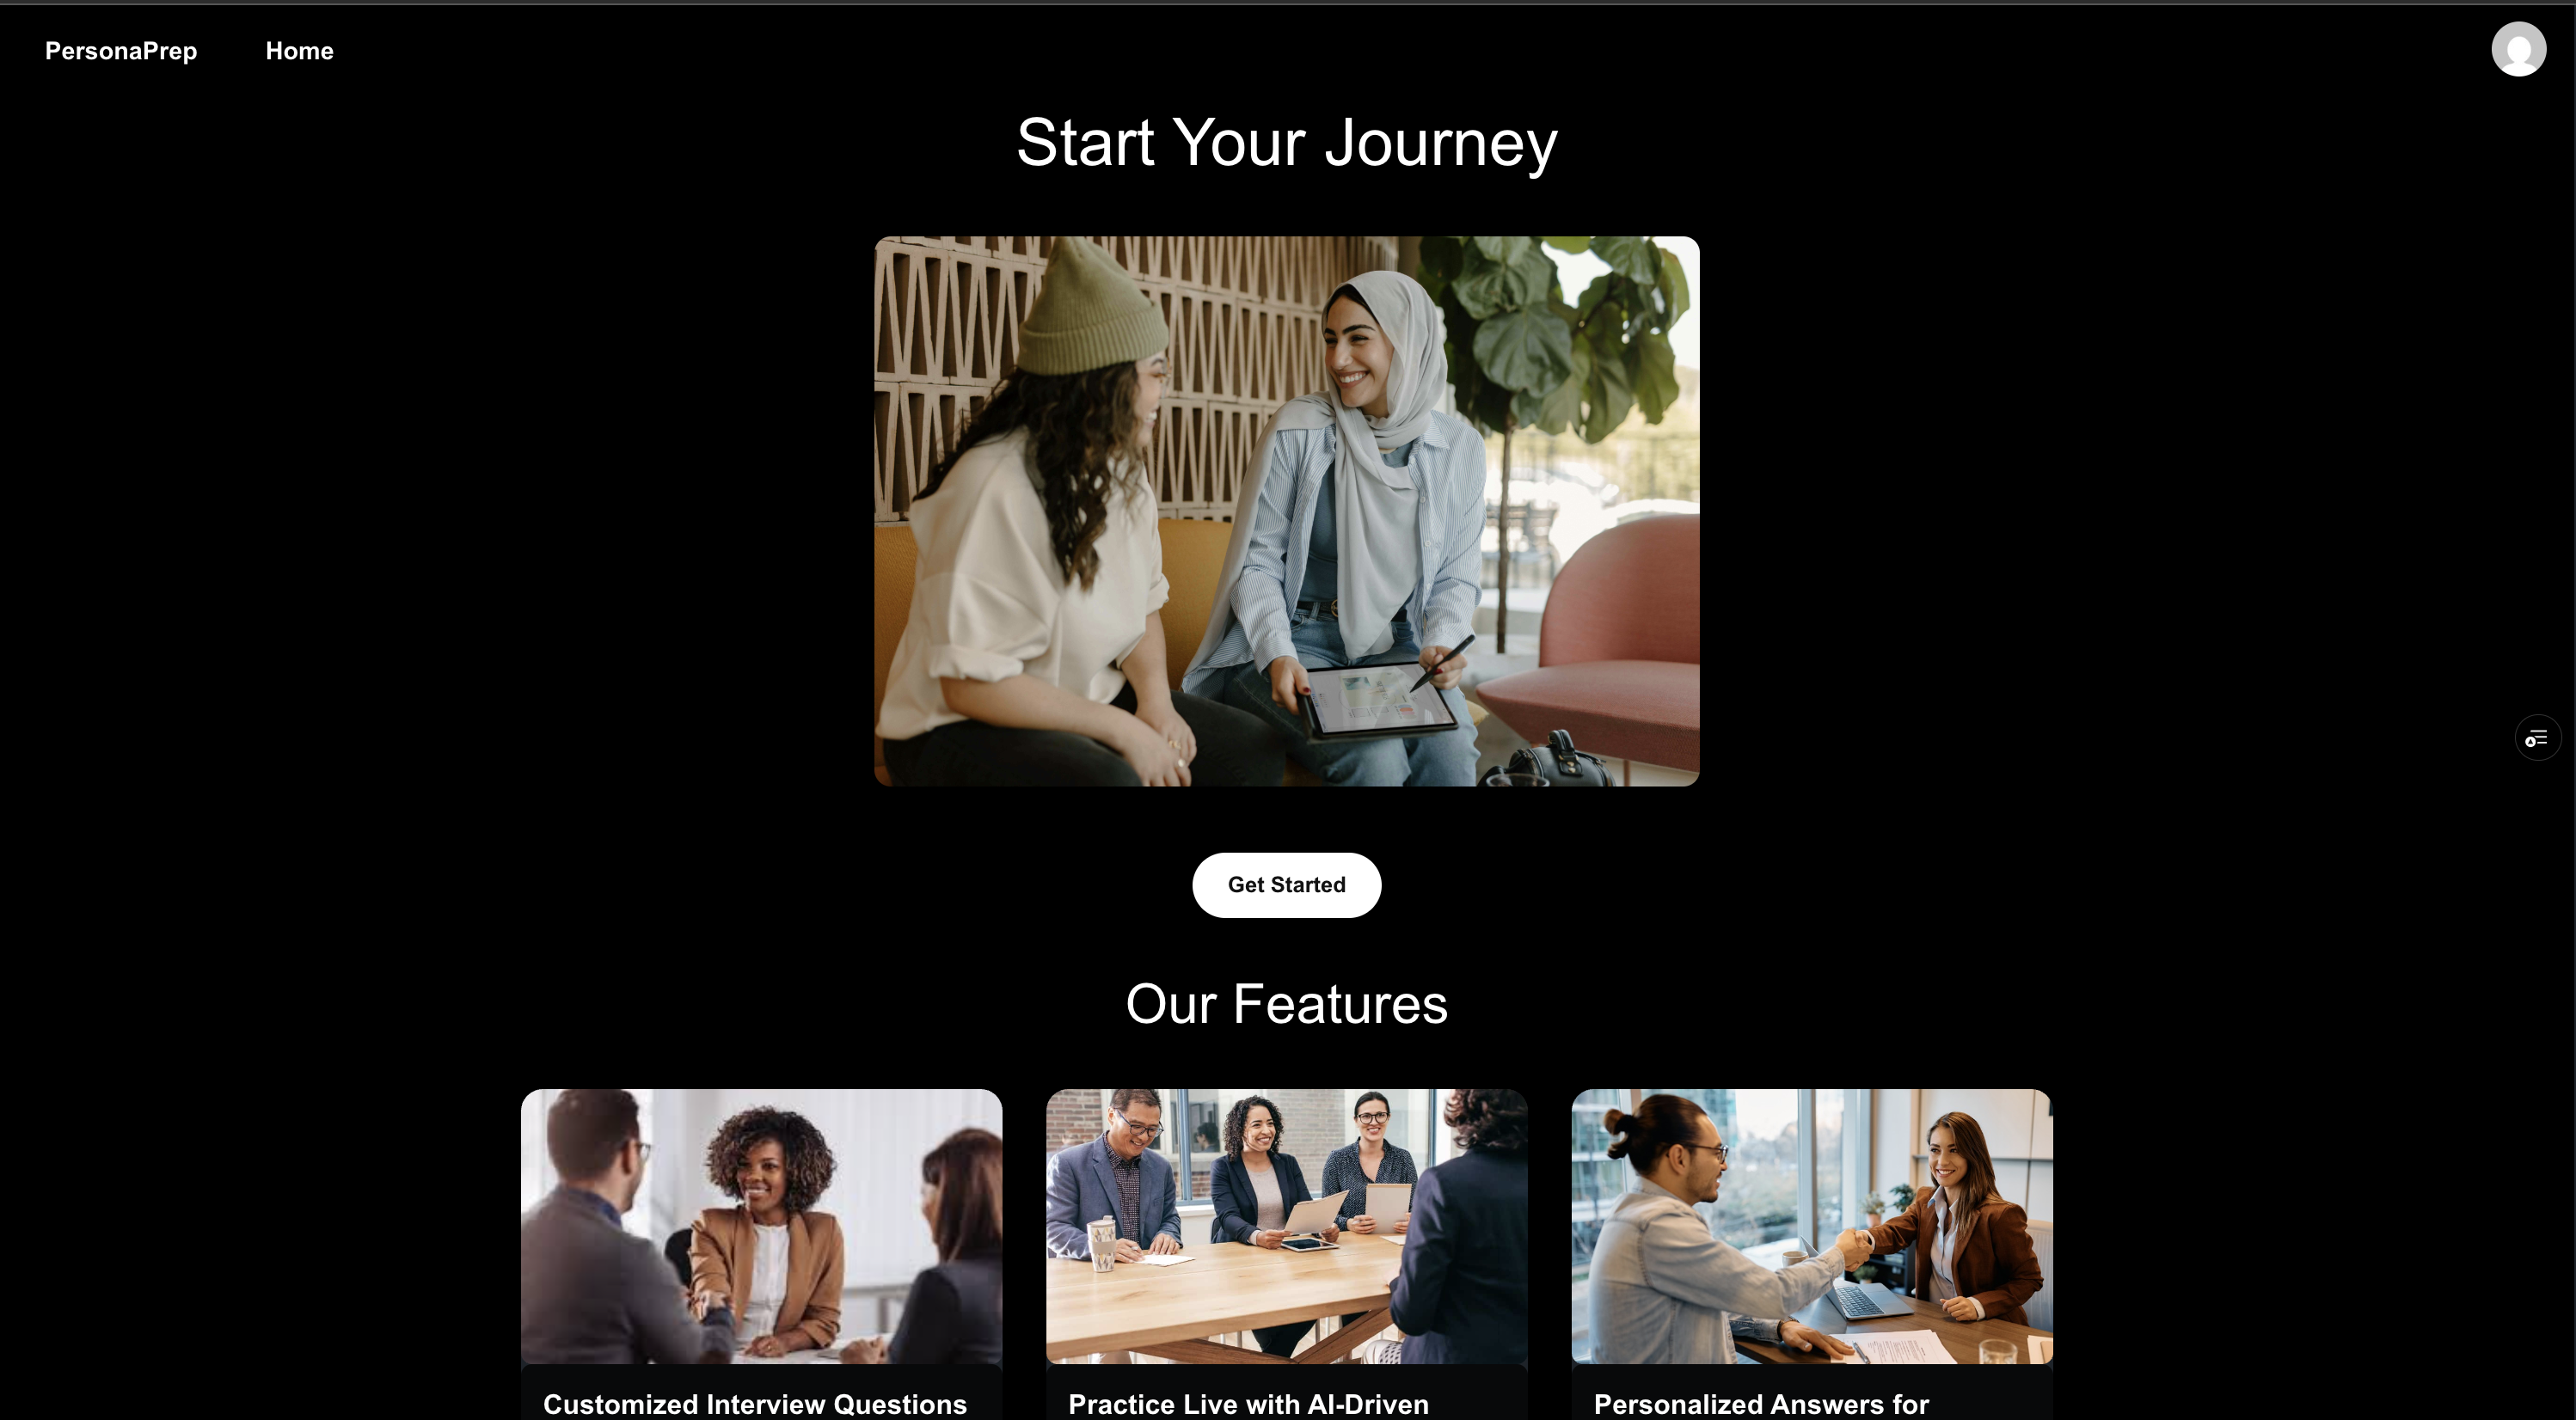 PersonaPrep Home
Start Your Journey
Get Started
Our Features
Customized Interview Questions
Practice Live with AI-Driven
Personalized Answers for